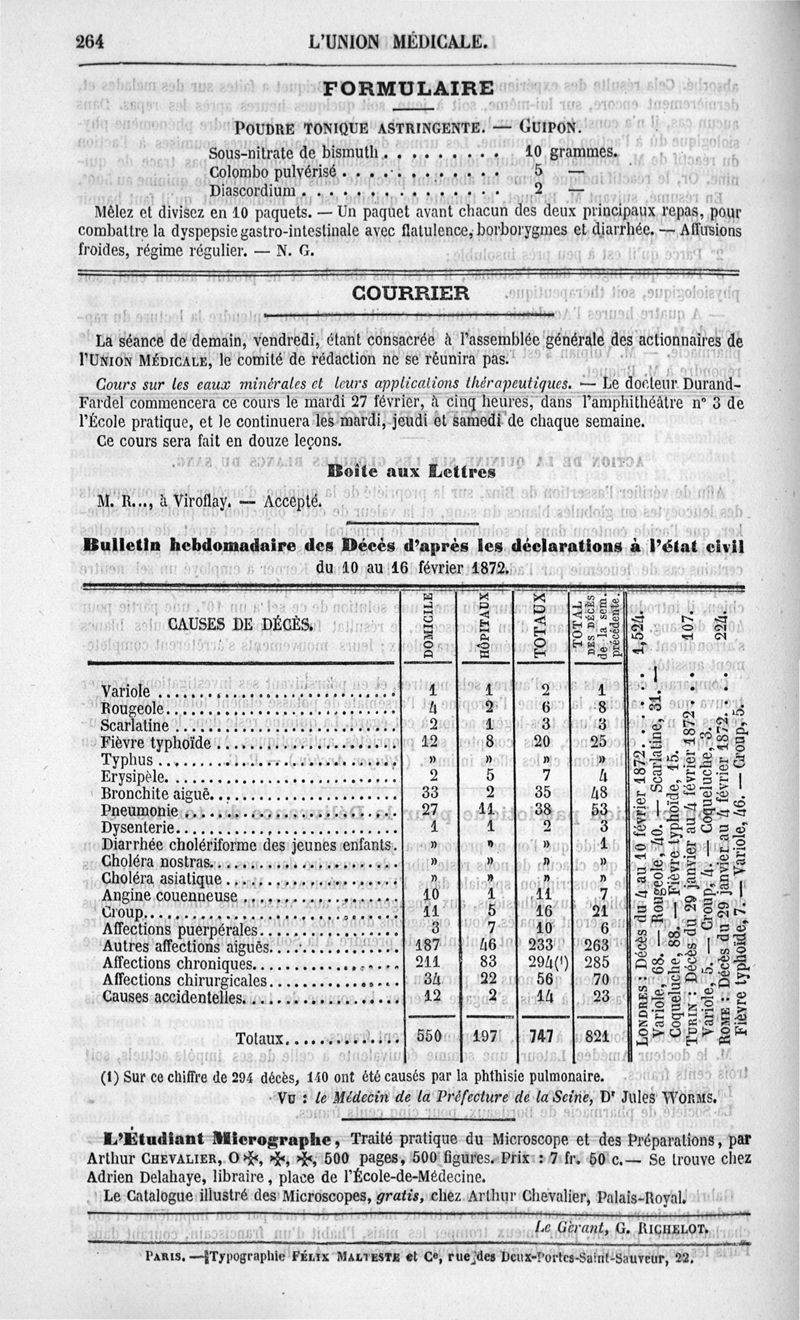 264 L'UNION MÉDICALE.
FORMULAIRE
POUDRE TONIQUE ASTRINGENTE. — GUIPON.
Sous-nitrate de bismuth . . . . . . . . . 10 grammes.
Colombo pulvérisé . . . . . . . . . . . . 5 —
Diascordium . . . . . . . . . . . . . . . 2 —
Mêlez et divisez en 10 paquets. — Un paquet avant chacun des deux principaux repas, pour
combattre la dyspepsie gastro-intestinale avec flatulence, borborygmes et diarrhée. — Affusions
froides, régime régulier. — N. G.
COURRIER
La séance de demain, vendredi, étant consacrée à l'assemblée générale des actionnaires de
l'UNION MÉDICALE, le comité de rédaction ne se réunira pas.
Cours sur les eaux minérales et leurs applications thérapeutiques. — Le docteur Durand-
Fardel commencera ce cours le mardi 27 février, à cinq heures, dans l'amphithéâtre n° 3 de
l'École pratique, et le continuera les mardi, jeudi et samedi de chaque semaine.
Ce cours sera fait en douze leçons.
Boîte aux Lettres
M. R..., à Viroflay. — Accepté.
Bulletin hebdomadaire des Décès d'après les déclarations à l'état civil
du 10 au 16 février 1872.
CAUSES DE DÉCÈS. DOMICILE HÔPITAUX TOTAUX TOTAL DES DÉCÈS de la sem. précédente.
Variole . . . 1 1 2 1
Rougeole. . . 4 2 6 8
Scarlatine . . . 2 1 3 3
Fièvre typhoïde . . . 12 8 20 25
Typhus . . . » » » »
Erysipèle. . . 2 5 7 4
Bronchite aiguë. . . 33 2 35 48
Pneumonie . . . 27 11 38 53
Dysenterie. . . 1 1 2 3
Diarrhée cholériforme des jeunes enfants. » » » 1
Choléra nostras. . . » » » »
Choléra asiatique . . . » » » »
Angine couenneuse . . . 10 1 11 7
Croup. . . 11 5 16 21
Affections puerpérales. . . 3 7 10 6
Autres affections aiguës. . . 187 46 233 263
Affections chroniques. . . 211 83 294(1) 285
Affections chirurgicales. . . 34 22 56 70
Causes accidentelles. . . 12 2 14 23
Totaux. . . 550 197 747 821
LONDRES : Décès du 4 au 10 février 1872. . . . 1,524.
Variole, 68. — Rougeole, 40. — Scarlatine, 31. —
Coqueluche, 88. — Fièvre typhoïde, 15.
TURIN : Décès du 29 janvier au 4 février 1872 . . . 107.
Variole, 5. — Croup, 4. — Coqueluche, 3.
ROME : Décès du 29 janvier au 4 février 1872. . . . 224.
Fièvre typhoïde, 7. — Variole, 46. — Croup, 5.
(1) Sur ce chiffre de 294 décès, 140 ont été causés par la phthisie pulmonaire.
Vu : le Médecin de la Préfecture de la Seine, Dr Jules WORMS.
L'Étudiant Micrographe, Traité pratique du Microscope et des Préparations, par
Arthur CHEVALIER, O✠, ✠, ✠, 500 pages, 500 figures. Prix : 7 fr. 50 c. — Se trouve chez
Adrien Delahaye, libraire, place de l'École-de-Médecine.
Le Catalogue illustré des Microscopes, gratis, chez Arthur Chevalier, Palais-Royal.
Le Gérant, G. RICHELOT.
PARIS. — Typographie FÉLIX MALTESTE et Ce, rue des Deux-Portes-Saint-Sauveur, 22.